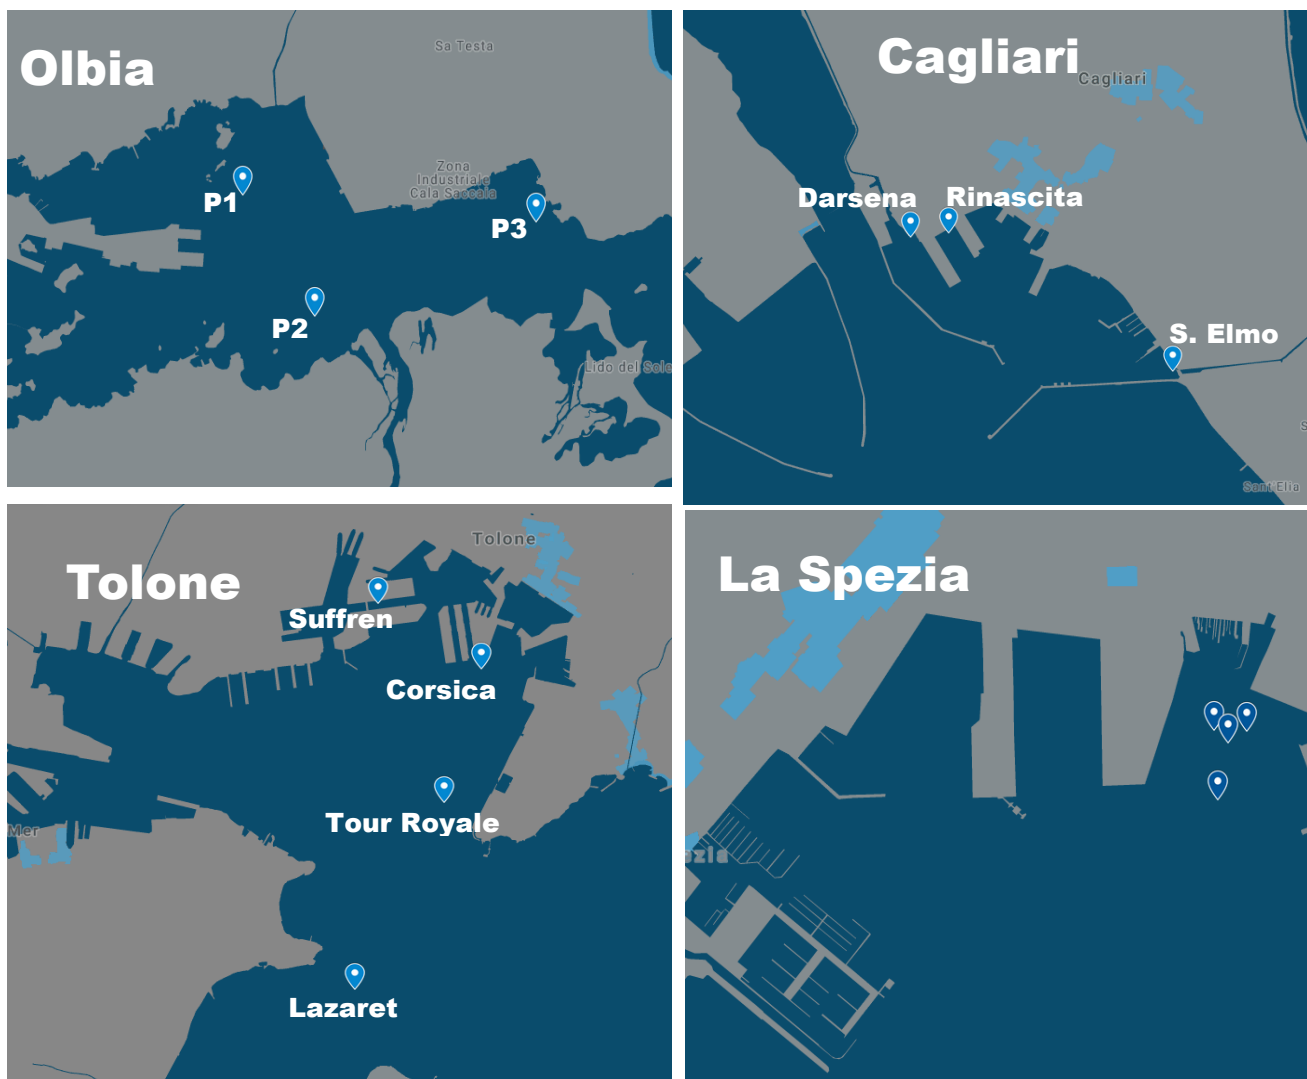 Olbia
Sa Testa
Zona
Industriale
Cala Saccaia
P1
P3
P2
Lido del Sole
Cagliari
Cagliari
Darsena
Rinascita
S. Elmo
S
Sant'Elia
Tolone
Tolone
Suffren
Corsica
Tour Royale
Mer
Lazaret
La Spezia
ezia